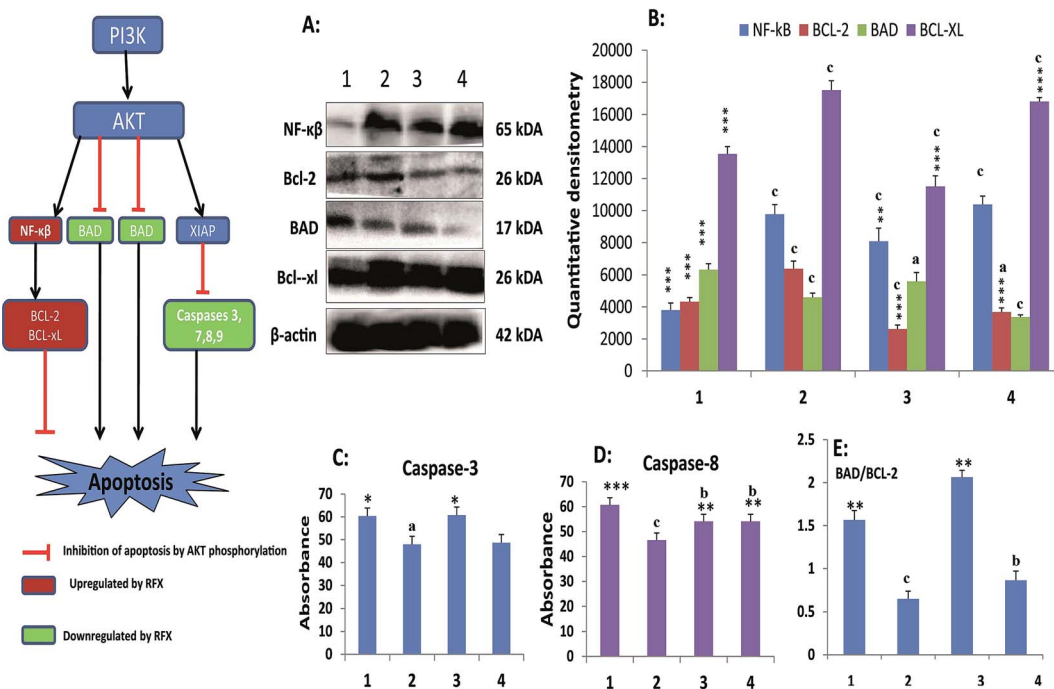 PI3K
AKT
NF-κβ
BAD
BAD
XIAP
BCL-2
BCL-xL
Caspases 3,
7,8,9
Apoptosis
Inhibition of apoptosis by AKT phosphorylation
Upregulated by RFX
Downregulated by RFX
A:
1 2 3 4
NF-κβ 65 kDA
Bcl-2 26 kDA
BAD 17 kDA
Bcl--xl 26 kDA
β-actin 42 kDA
B:
NF-kB BCL-2 BAD BCL-XL
Quantitative densitometry
20000
18000
16000
14000
12000
10000
8000
6000
4000
2000
0
***
***
***
***
c
c
c
c
c
**
c
***
a
c
***
c
a
***
c
c
***
1 2 3 4
C:
Caspase-3
Absorbance
70
60
50
40
30
20
10
0
*
a
*
1 2 3 4
D:
Caspase-8
Absorbance
70
60
50
40
30
20
10
0
***
c
b
**
b
**
1 2 3 4
E:
BAD/BCL-2
2.5
2
1.5
1
0.5
0
**
c
**
b
1 2 3 4